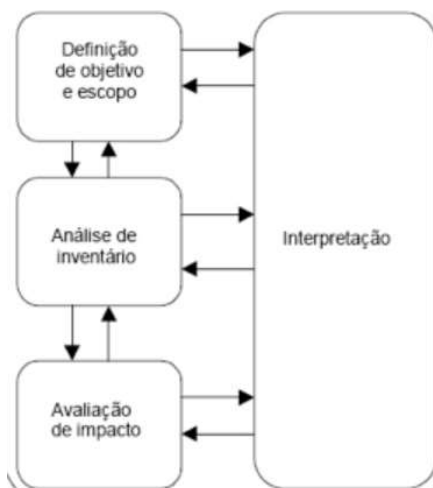 Definição
de objetivo
e escopo
Análise de
inventário
Interpretação
Avaliação
de impacto